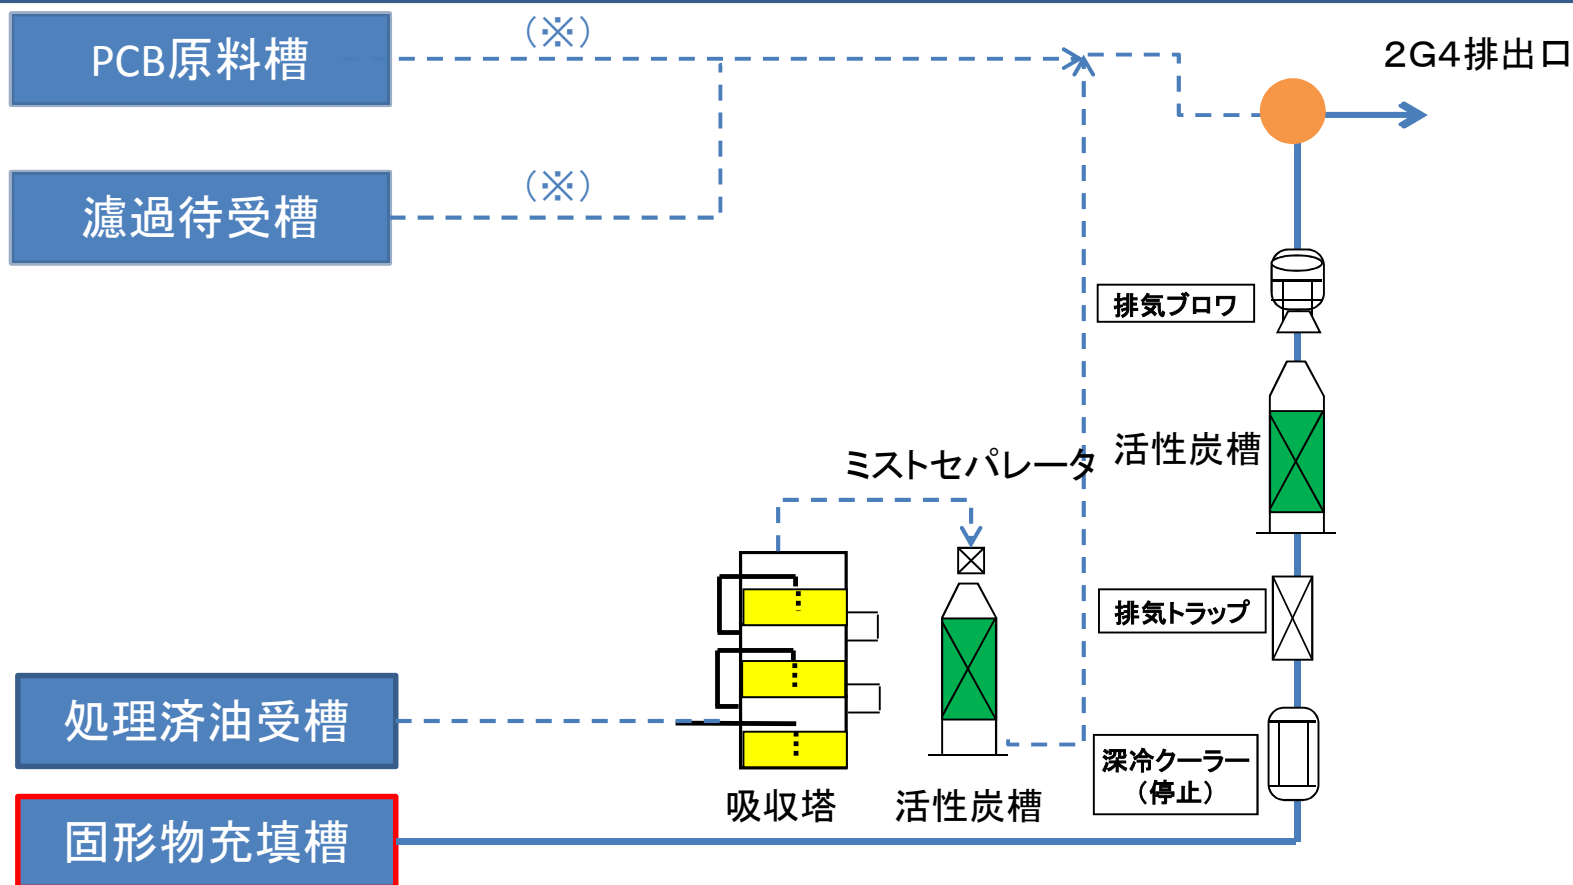 PCB原料槽
(※)
2G4排出口
濾過待受槽
(※)
排気ブロワ
活性炭槽
ミストセパレータ
排気トラップ
処理済油受槽
深冷クーラー
(停止)
吸収塔
活性炭槽
固形物充填槽